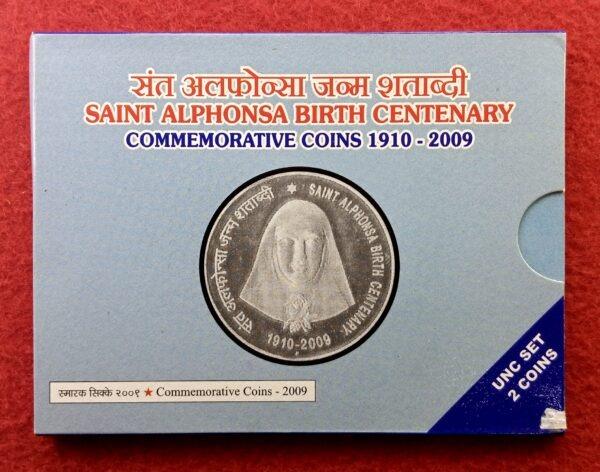 संत अलफोन्सा जन्म शताब्दी
SAINT ALPHONSA BIRTH CENTENARY
COMMEMORATIVE COINS 1910 - 2009
संत अलफोन्सा जन्म शताब्दी ✶ SAINT ALPHONSA BIRTH CENTENARY
1910-2009
स्मारक सिक्के २००९ ★ Commemorative Coins - 2009
UNC SET
2 COINS